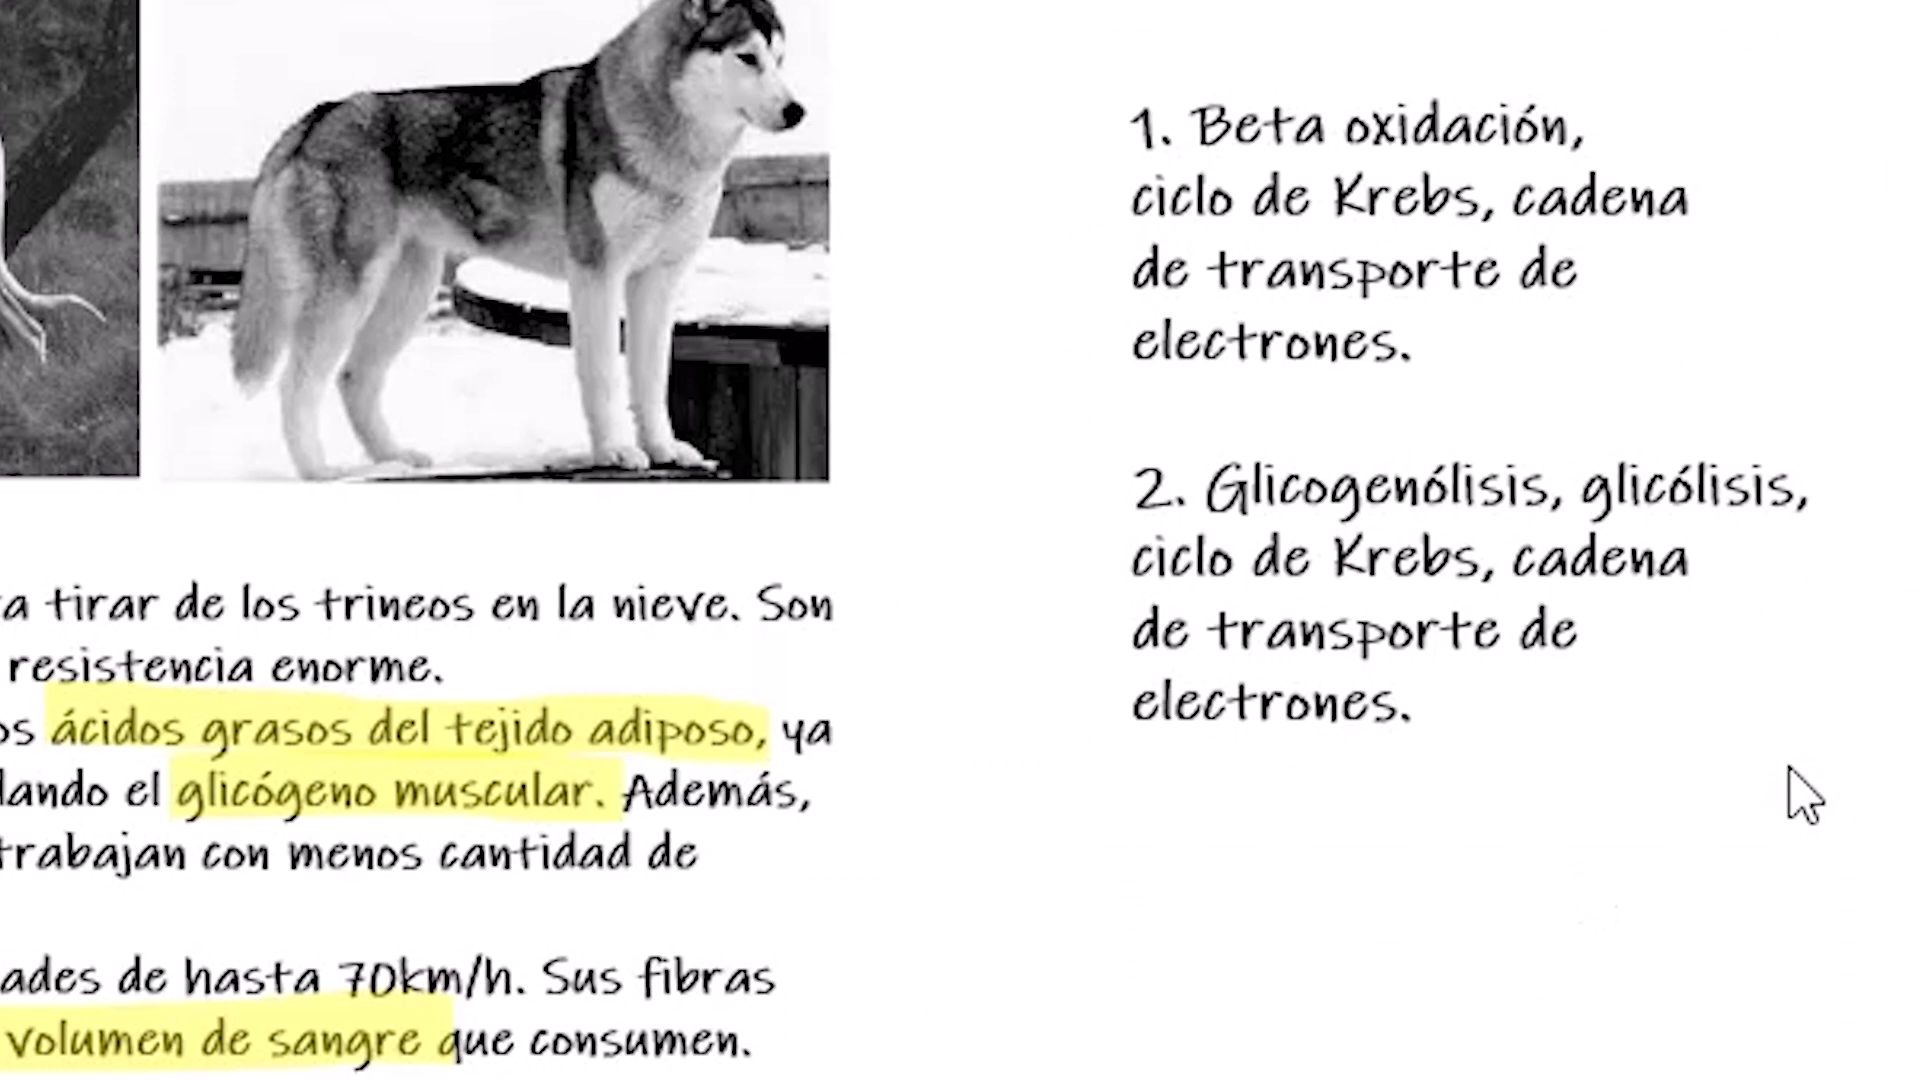 a tirar de los trineos en la nieve. Son
resistencia enorme.
os ácidos grasos del tejido adiposo, ya
dando el glicógeno muscular. Además,
trabajan con menos cantidad de
ades de hasta 70km/h. Sus fibras
volumen de sangre que consumen.
1. Beta oxidación,
ciclo de Krebs, cadena
de transporte de
electrones.
2. Glicogenólisis, glicólisis,
ciclo de Krebs, cadena
de transporte de
electrones.